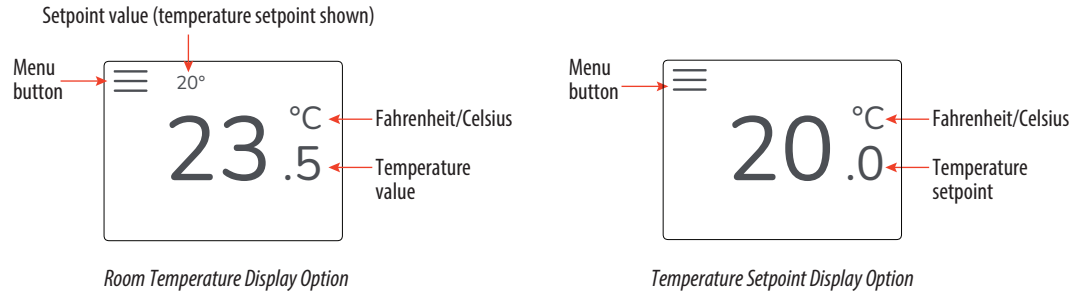 Setpoint value (temperature setpoint shown)
Menu
button
20°
23.5
°C
Fahrenheit/Celsius
Temperature
value
Room Temperature Display Option
Menu
button
20.0
°C
Fahrenheit/Celsius
Temperature
setpoint
Temperature Setpoint Display Option